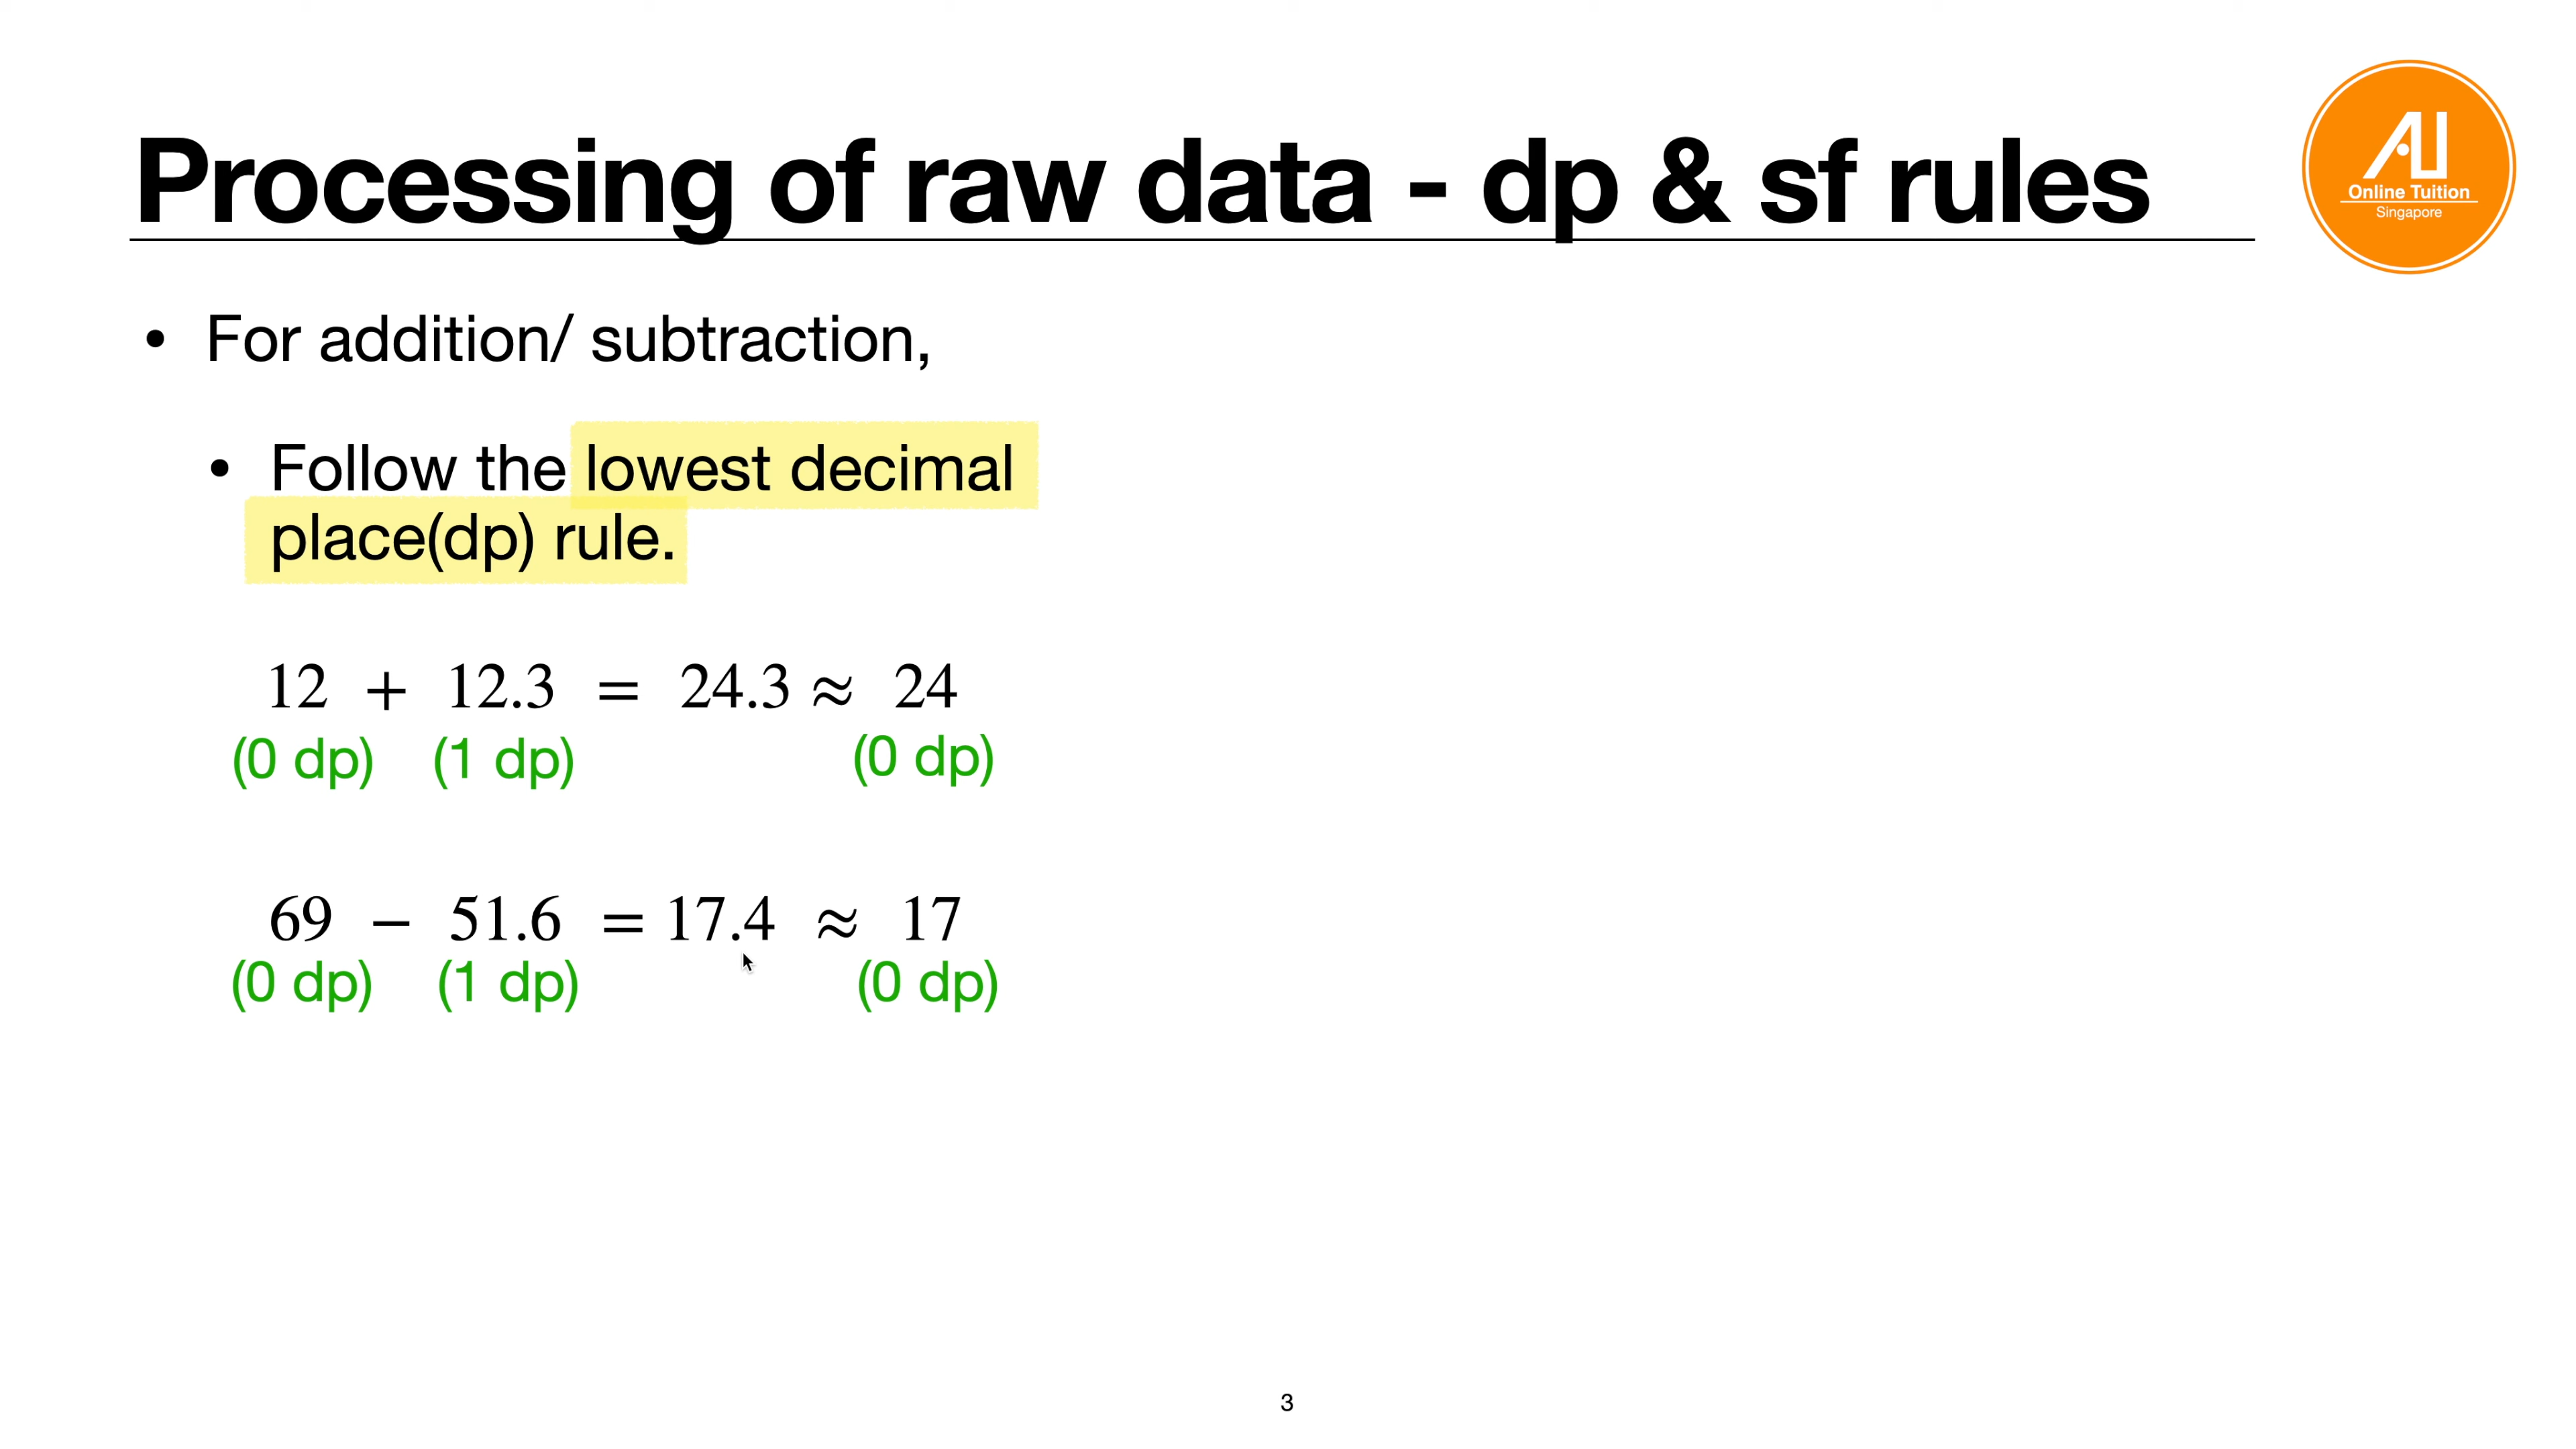 Processing of raw data - dp & sf rules
AU
Online Tuition
Singapore
• For addition/ subtraction,
• Follow the lowest decimal
place(dp) rule.
12 + 12.3 = 24.3 ≈ 24
(0 dp) (1 dp) (0 dp)
69 − 51.6 = 17.4 ≈ 17
(0 dp) (1 dp) (0 dp)
3